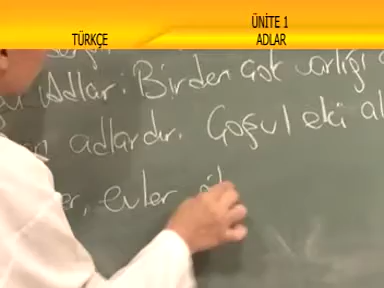 TÜRKÇE
ÜNİTE 1
ADLAR
Adlar: Birden çok varlığı
adlardır. Çoğul eki al
er, evler